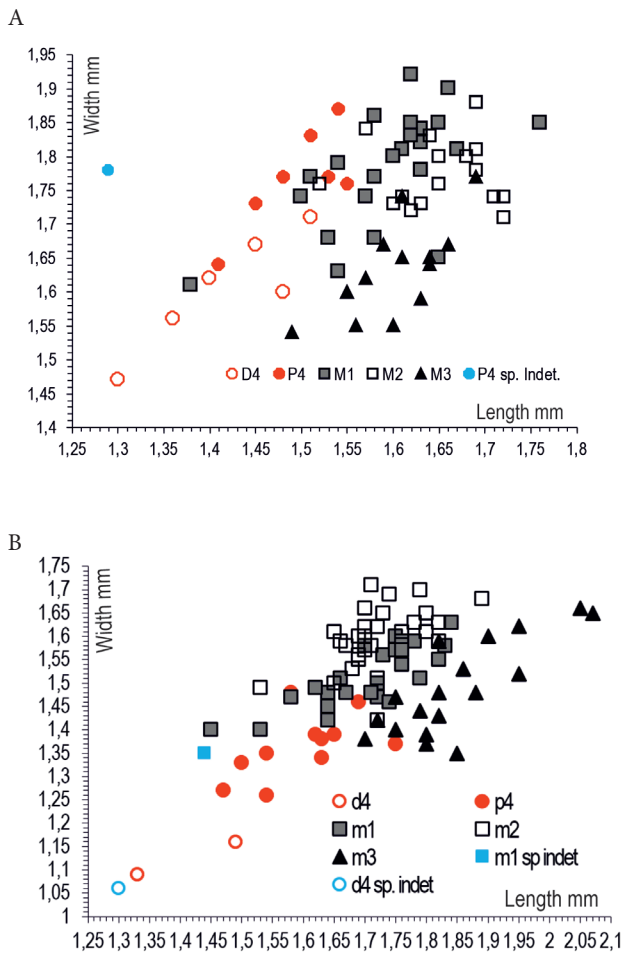 A
1,95
1,9
1,85
1,8
1,75
1,7
1,65
1,6
1,55
1,5
1,45
1,4
Width mm
D4 P4 M1 M2 M3 P4 sp. Indet.
Length mm
1,25 1,3 1,35 1,4 1,45 1,5 1,55 1,6 1,65 1,7 1,75 1,8
B
1,75
1,7
1,65
1,6
1,55
1,5
1,45
1,4
1,35
1,3
1,25
1,2
1,15
1,1
1,05
1
Width mm
d4 p4
m1 m2
m3 m1 sp indet
d4 sp. indet
Length mm
1,25 1,3 1,35 1,4 1,45 1,5 1,55 1,6 1,65 1,7 1,75 1,8 1,85 1,9 1,95 2 2,05 2,1